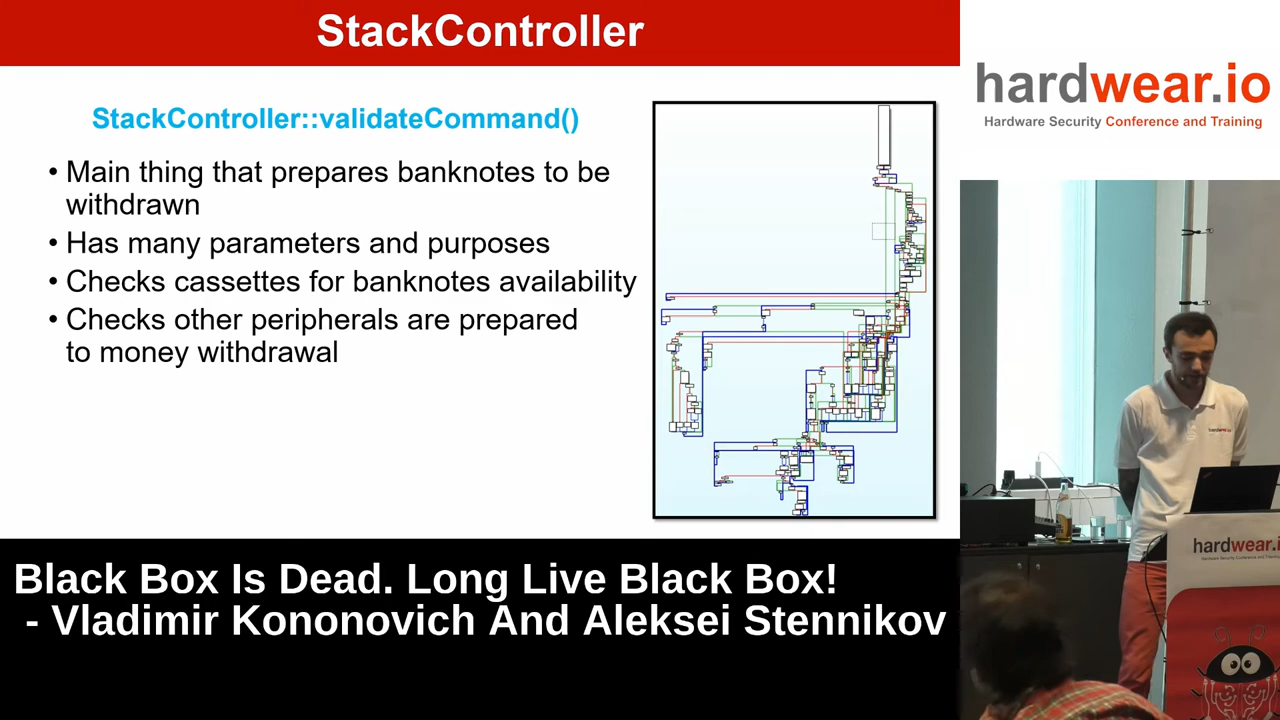 StackController
hardwear.io
Hardware Security Conference and Training
StackController::validateCommand()
• Main thing that prepares banknotes to be
withdrawn
• Has many parameters and purposes
• Checks cassettes for banknotes availability
• Checks other peripherals are prepared
to money withdrawal
hardwear.i
Black Box Is Dead. Long Live Black Box!
- Vladimir Kononovich And Aleksei Stennikov